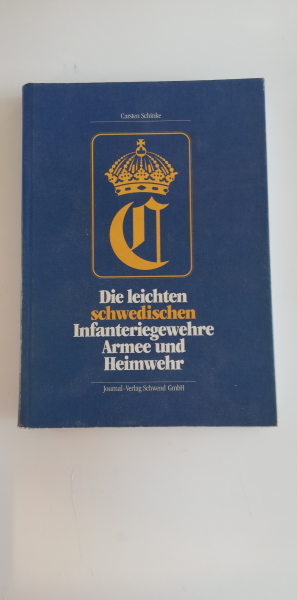 Carsten Schinke
C
Die leichten
schwedischen
Infanteriegewehre
Armee und
Heimwehr
Journal-Verlag Schwend GmbH